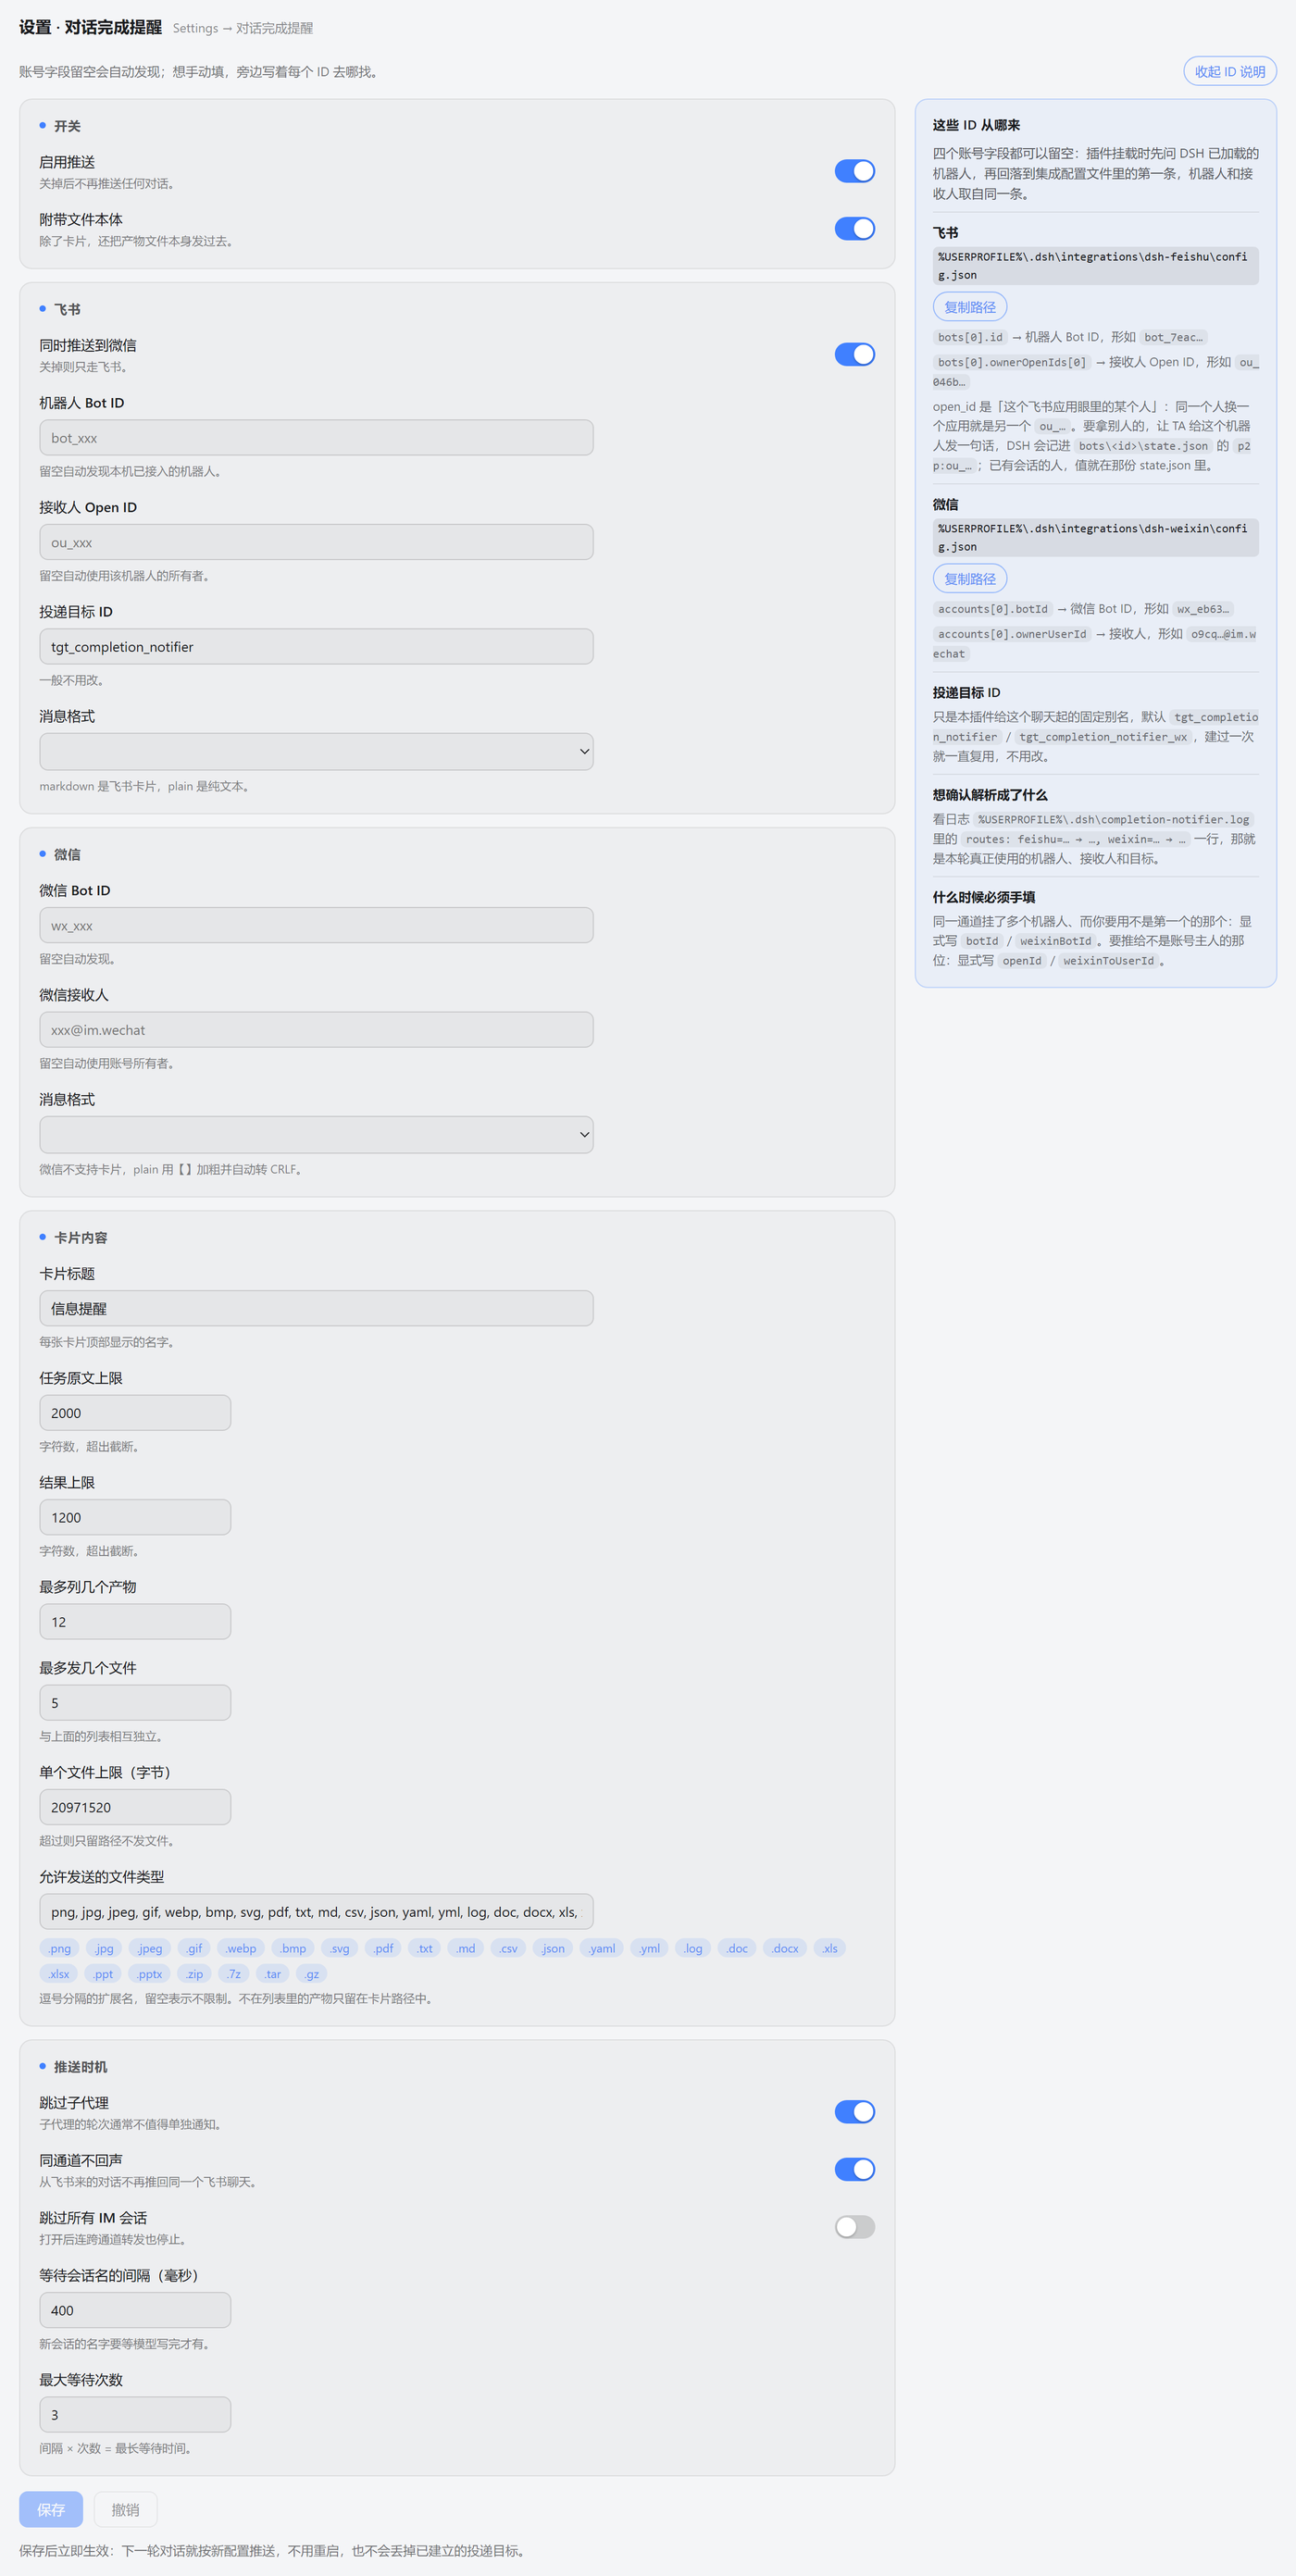 设置 · 对话完成提醒 Settings → 对话完成提醒
账号字段留空会自动发现；想手动填，旁边写着每个 ID 去哪找。
收起 ID 说明
开关
启用推送
关掉后不再推送任何对话。
附带文件本体
除了卡片，还把产物文件本身发过去。
飞书
同时推送到微信
关掉则只走飞书。
机器人 Bot ID
bot_xxx
留空自动发现本机已接入的机器人。
接收人 Open ID
ou_xxx
留空自动使用该机器人的所有者。
投递目标 ID
tgt_completion_notifier
一般不用改。
消息格式
markdown 是飞书卡片，plain 是纯文本。
微信
微信 Bot ID
wx_xxx
留空自动发现。
微信接收人
xxx@im.wechat
留空自动使用账号所有者。
消息格式
微信不支持卡片，plain 用【】加粗并自动转 CRLF。
卡片内容
卡片标题
信息提醒
每张卡片顶部显示的名字。
任务原文上限
2000
字符数，超出截断。
结果上限
1200
字符数，超出截断。
最多列几个产物
12
最多发几个文件
5
与上面的列表相互独立。
单个文件上限（字节）
20971520
超过则只留路径不发文件。
允许发送的文件类型
png, jpg, jpeg, gif, webp, bmp, svg, pdf, txt, md, csv, json, yaml, yml, log, doc, docx, xls,
.png .jpg .jpeg .gif .webp .bmp .svg .pdf .txt .md .csv .json .yaml .yml .log .doc .docx .xls
.xlsx .ppt .pptx .zip .7z .tar .gz
逗号分隔的扩展名，留空表示不限制。不在列表里的产物只留在卡片路径中。
推送时机
跳过子代理
子代理的轮次通常不值得单独通知。
同通道不回声
从飞书来的对话不再推回同一个飞书聊天。
跳过所有 IM 会话
打开后连跨通道转发也停止。
等待会话名的间隔（毫秒）
400
新会话的名字要等模型写完才有。
最大等待次数
3
间隔 × 次数 = 最长等待时间。
保存 撤销
保存后立即生效：下一轮对话就按新配置推送，不用重启，也不会丢掉已建立的投递目标。
这些 ID 从哪来
四个账号字段都可以留空：插件挂载时先问 DSH 已加载的
机器人，再回落到集成配置文件里的第一条，机器人和接
收人取自同一条。
飞书
%USERPROFILE%\.dsh\integrations\dsh-feishu\confi
g.json
复制路径
bots[0].id → 机器人 Bot ID，形如 bot_7eac…
bots[0].ownerOpenIds[0] → 接收人 Open ID，形如 ou_
046b…
open_id 是「这个飞书应用眼里的某个人」：同一个人换一
个应用就是另一个 ou_… 。要拿别人的，让 TA 给这个机器
人发一句话，DSH 会记进 bots\<id>\state.json 的 p2
p:ou_… ；已有会话的人，值就在那份 state.json 里。
微信
%USERPROFILE%\.dsh\integrations\dsh-weixin\confi
g.json
复制路径
accounts[0].botId → 微信 Bot ID，形如 wx_eb63…
accounts[0].ownerUserId → 接收人，形如 o9cq…@im.w
echat
投递目标 ID
只是本插件给这个聊天起的固定别名，默认 tgt_completio
n_notifier / tgt_completion_notifier_wx ，建过一次
就一直复用，不用改。
想确认解析成了什么
看日志 %USERPROFILE%\.dsh\completion-notifier.log
里的 routes: feishu=… → …, weixin=… → … 一行，那就
是本轮真正使用的机器人、接收人和目标。
什么时候必须手填
同一通道挂了多个机器人、而你要用不是第一个的那个：显
式写 botId / weixinBotId 。要推给不是账号主人的那
位：显式写 openId / weixinToUserId 。